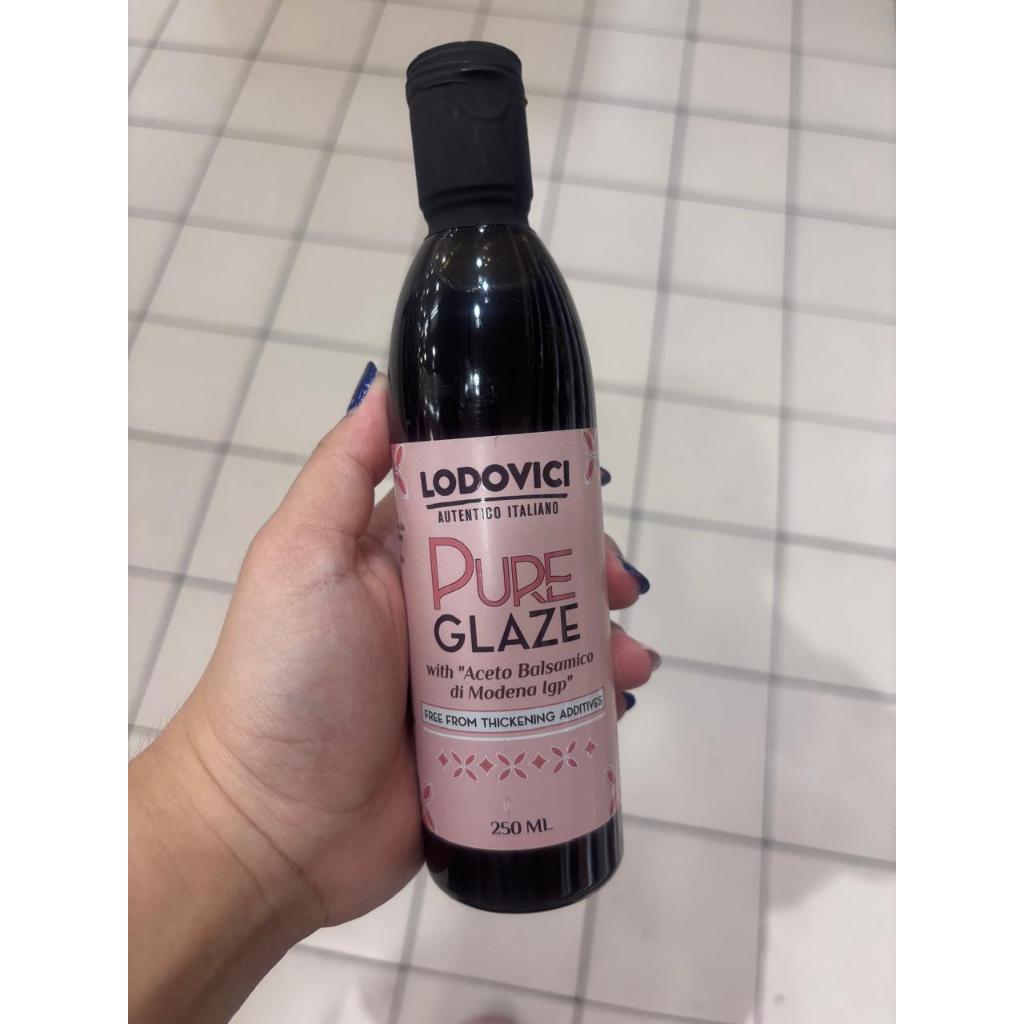 LODOVICI
AUTENTICO ITALIANO
PURE
GLAZE
with "Aceto Balsamico
di Modena Igp"
FREE FROM THICKENING ADDITIVES
250 ML